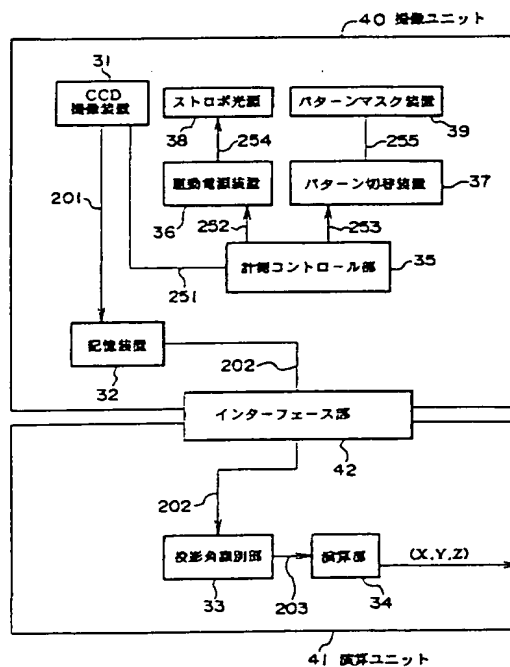 40 撮像ユニット
31
CCD
撮像装置
ストロボ光源
38
パターンマスク装置
39
254
255
201
駆動電源装置
36
パターン切替装置
37
252
253
計測コントロール部
35
251
記憶装置
32
202
インターフェース部
42
202
投影角識別部
33
203
演算部
34
(X,Y,Z)
41 演算ユニット